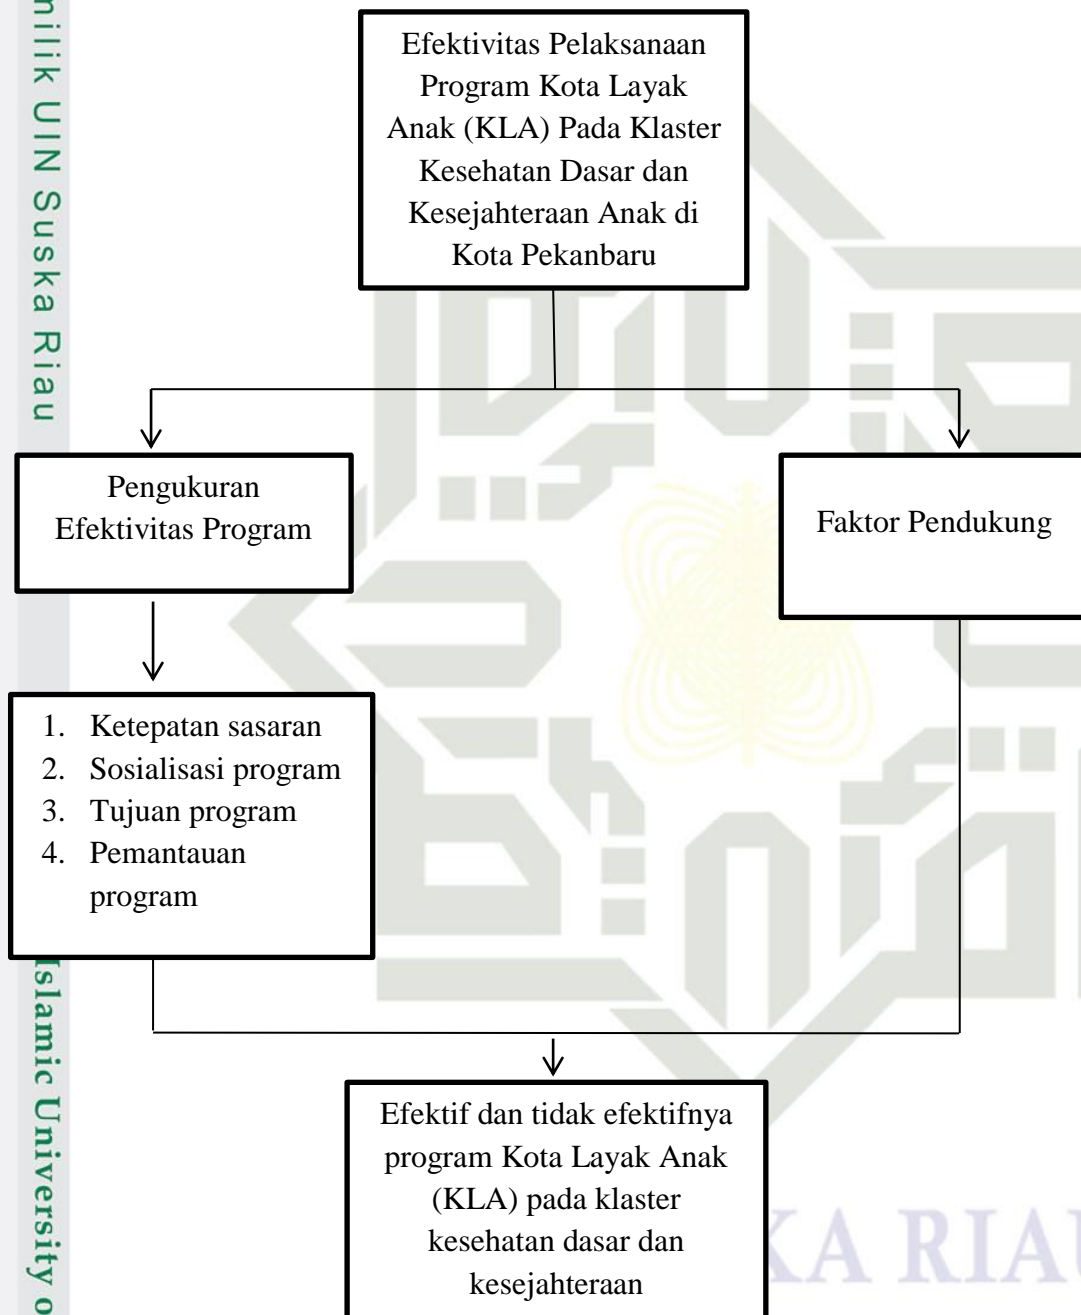 milik UIN Suska Riau
Efektivitas Pelaksanaan
Program Kota Layak
Anak (KLA) Pada Klaster
Kesehatan Dasar dan
Kesejahteraan Anak di
Kota Pekanbaru
Pengukuran
Efektivitas Program
Faktor Pendukung
1. Ketepatan sasaran
2. Sosialisasi program
3. Tujuan program
4. Pemantauan
program
Islamic University o
Efektif dan tidak efektifnya
program Kota Layak Anak
(KLA) pada klaster
kesehatan dasar dan
kesejahteraan
KA RIAU